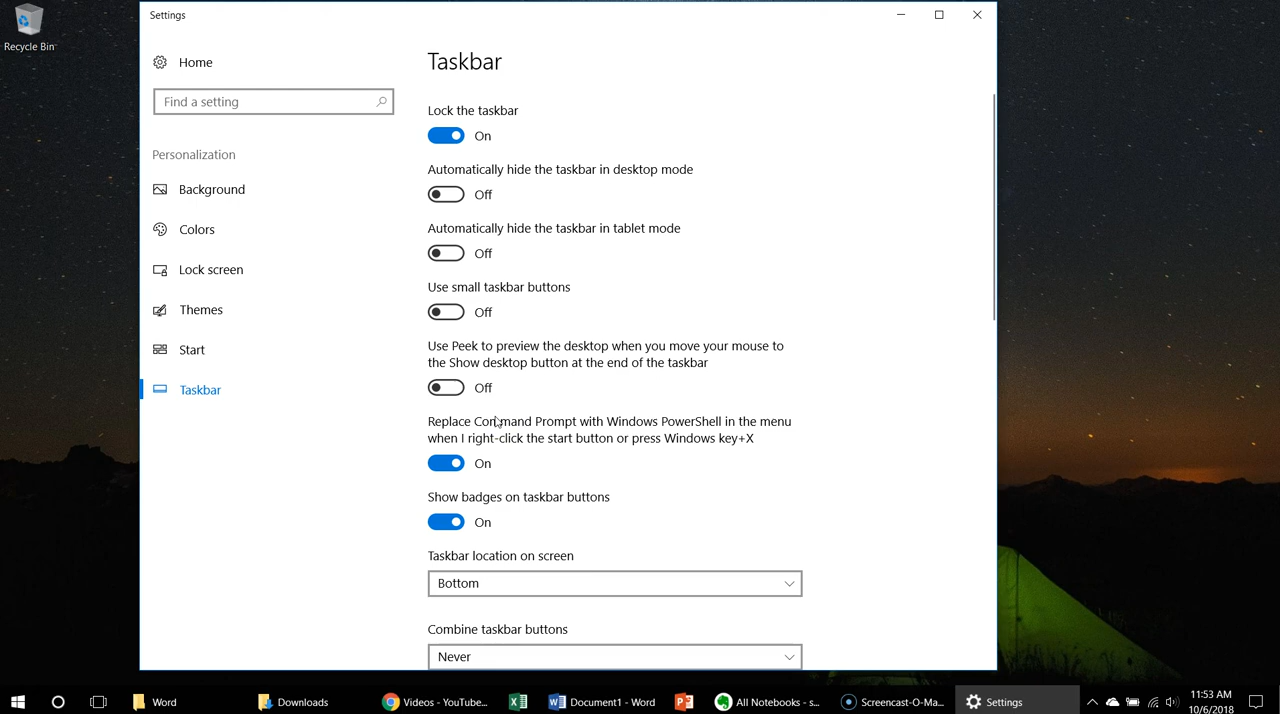 Recycle Bin
Settings
Home
Find a setting
Personalization
Background
Colors
Lock screen
Themes
Start
Taskbar
Taskbar
Lock the taskbar
On
Automatically hide the taskbar in desktop mode
Off
Automatically hide the taskbar in tablet mode
Off
Use small taskbar buttons
Off
Use Peek to preview the desktop when you move your mouse to
the Show desktop button at the end of the taskbar
Off
Replace Command Prompt with Windows PowerShell in the menu
when I right-click the start button or press Windows key+X
On
Show badges on taskbar buttons
On
Taskbar location on screen
Bottom
Combine taskbar buttons
Never
Word
Downloads
Videos - YouTube...
Document1 - Word
All Notebooks - s...
Screencast-O-Ma...
Settings
11:53 AM
10/6/2018